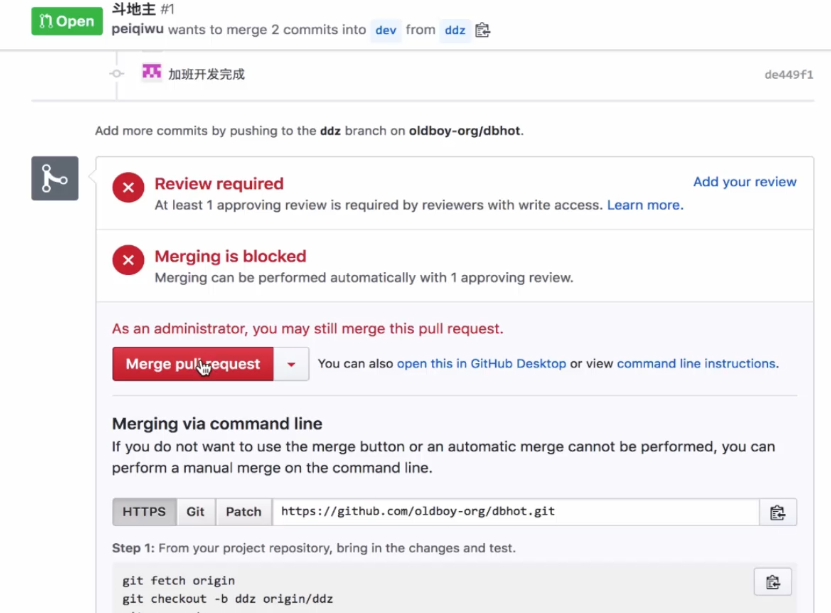 Open
斗地主 #1
peiqiwu wants to merge 2 commits into dev from ddz
加班开发完成 de449f1
Add more commits by pushing to the ddz branch on oldboy-org/dbhot.
Review required Add your review
At least 1 approving review is required by reviewers with write access. Learn more.
Merging is blocked
Merging can be performed automatically with 1 approving review.
As an administrator, you may still merge this pull request.
Merge pull request You can also open this in GitHub Desktop or view command line instructions.
Merging via command line
If you do not want to use the merge button or an automatic merge cannot be performed, you can
perform a manual merge on the command line.
HTTPS Git Patch https://github.com/oldboy-org/dbhot.git
Step 1: From your project repository, bring in the changes and test.
git fetch origin
git checkout -b ddz origin/ddz